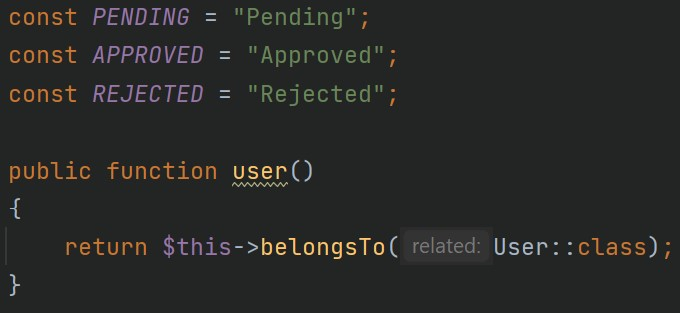 const PENDING = "Pending";
const APPROVED = "Approved";
const REJECTED = "Rejected";
public function user()
{
return $this->belongsTo( related: User::class);
}